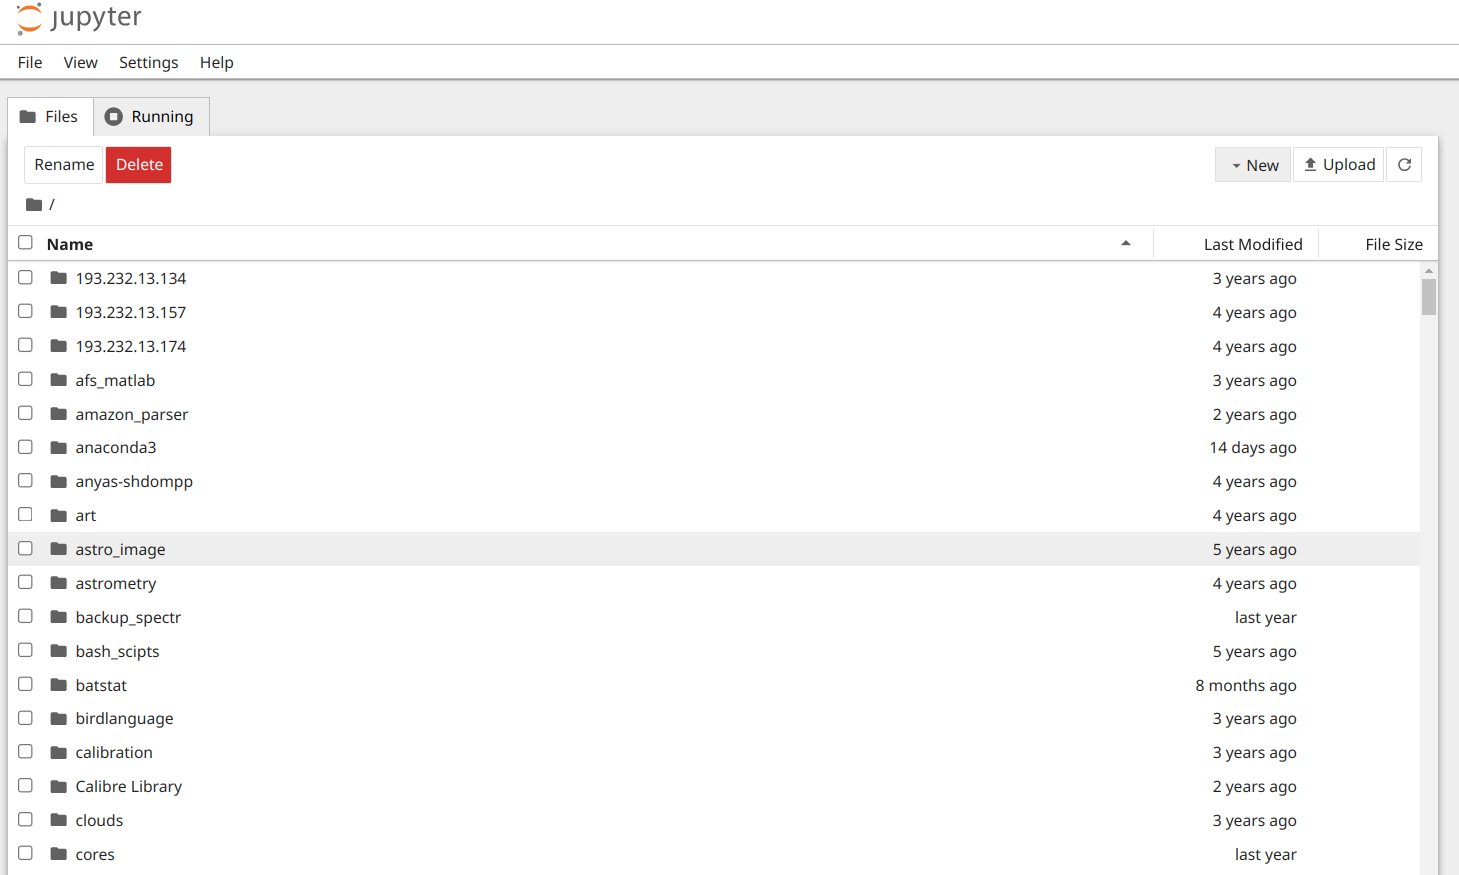 jupyter
File View Settings Help
Files Running
Rename Delete New Upload
/
Name Last Modified File Size
193.232.13.134 3 years ago
193.232.13.157 4 years ago
193.232.13.174 4 years ago
afs_matlab 3 years ago
amazon_parser 2 years ago
anaconda3 14 days ago
anyas-shdompp 4 years ago
art 4 years ago
astro_image 5 years ago
astrometry 4 years ago
backup_spectr last year
bash_scipts 5 years ago
batstat 8 months ago
birdlanguage 3 years ago
calibration 3 years ago
Calibre Library 2 years ago
clouds 3 years ago
cores last year